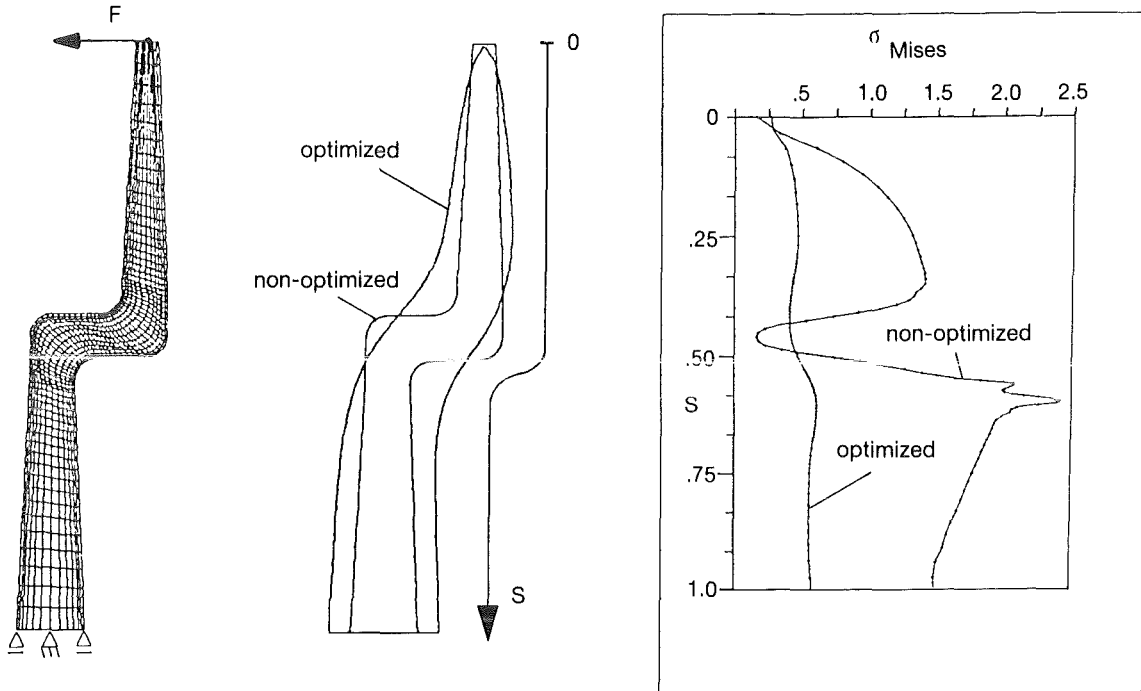 F
0
optimized
non-optimized
S
σ Mises
.5 1.0 1.5 2.0 2.5
0
.25
non-optimized
.50
S
optimized
.75
1.0